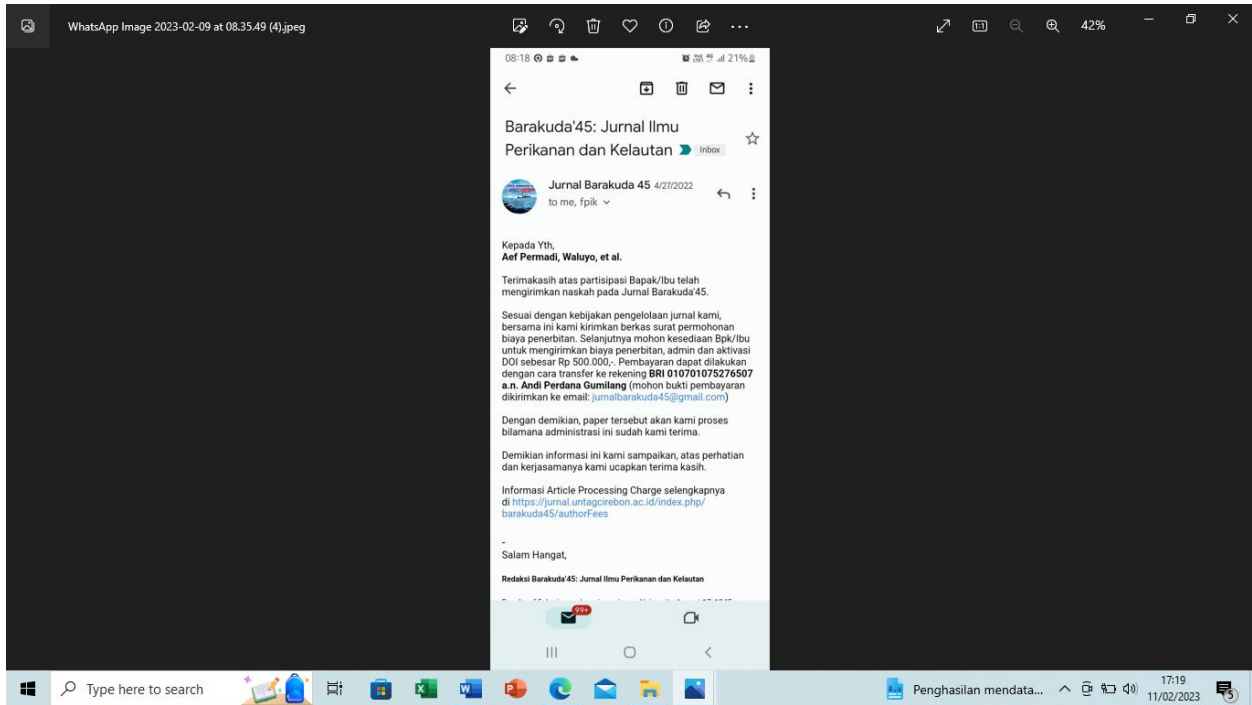 WhatsApp Image 2023-02-09 at 08.35.49 (4).jpeg
42%
08:18
21%
Barakuda'45: Jurnal Ilmu
Perikanan dan Kelautan Inbox
Jurnal Barakuda 45 4/27/2022
to me, fpik
Kepada Yth,
Aef Permadi, Waluyo, et al.
Terimakasih atas partisipasi Bapak/Ibu telah
mengirimkan naskah pada Jurnal Barakuda'45.
Sesuai dengan kebijakan pengelolaan jurnal kami,
bersama ini kami kirimkan berkas surat permohonan
biaya penerbitan. Selanjutnya mohon kesediaan Bpk/Ibu
untuk mengirimkan biaya penerbitan, admin dan aktivasi
DOI sebesar Rp 500.000,-. Pembayaran dapat dilakukan
dengan cara transfer ke rekening BRI 010701075276507
a.n. Andi Perdana Gumilang (mohon bukti pembayaran
dikirimkan ke email: jurnalbarakuda45@gmail.com)
Dengan demikian, paper tersebut akan kami proses
bilamana administrasi ini sudah kami terima.
Demikian informasi ini kami sampaikan, atas perhatian
dan kerjasamanya kami ucapkan terima kasih.
Informasi Article Processing Charge selengkapnya
di https://jurnal.untagcirebon.ac.id/index.php/
barakuda45/authorFees
-
Salam Hangat,
Redaksi Barakuda'45: Jurnal Ilmu Perikanan dan Kelautan
99+
Type here to search
Penghasilan mendata...
17:19
11/02/2023
5